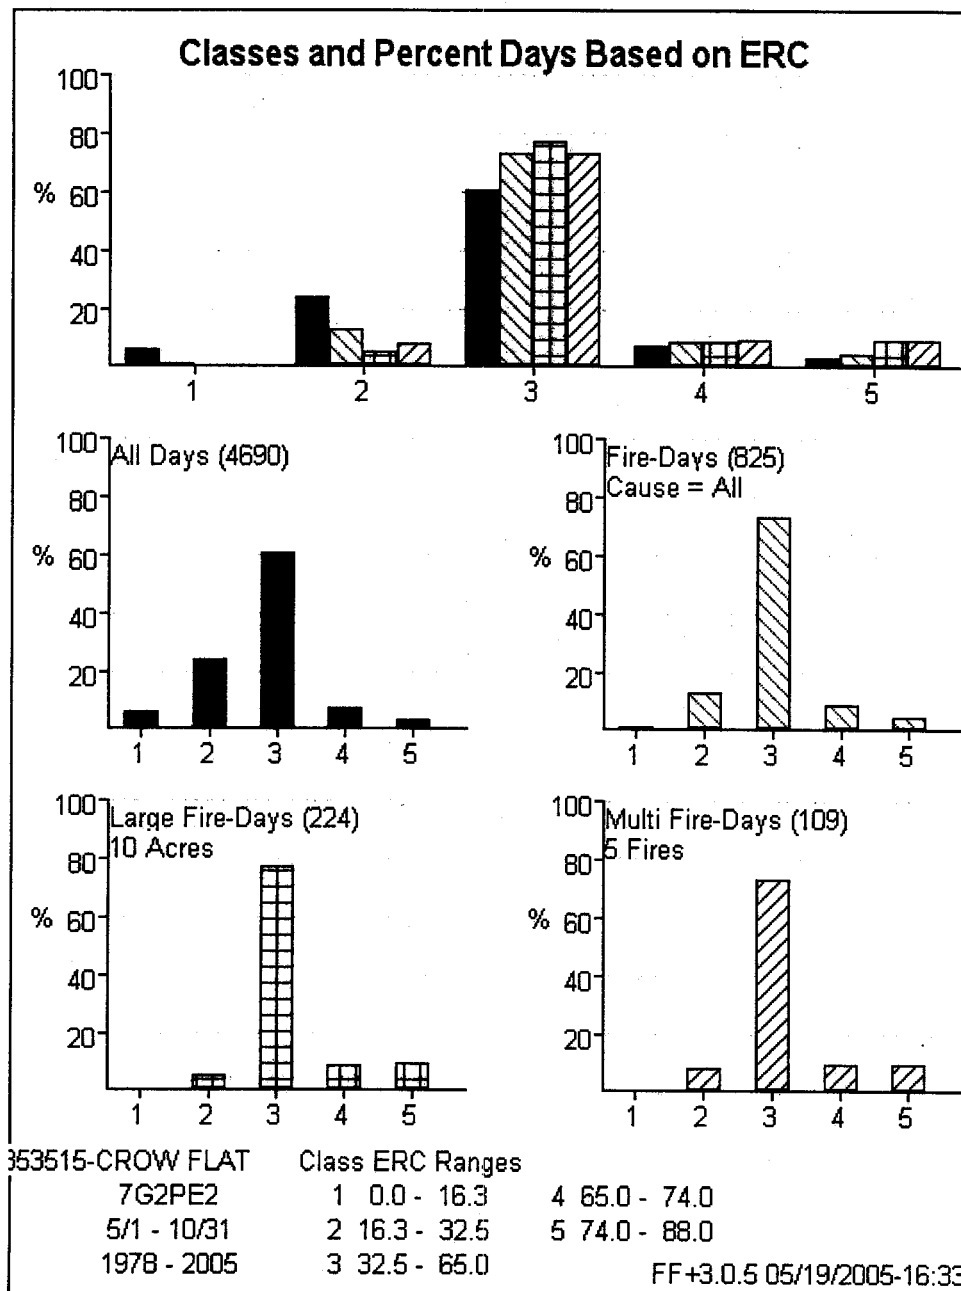 Classes and Percent Days Based on ERC
100
80
% 60
40
20
1 2 3 4 5
100
All Days (4690)
80
% 60
40
20
1 2 3 4 5
100
Fire-Days (825)
Cause = All
80
% 60
40
20
1 2 3 4 5
100
Large Fire-Days (224)
10 Acres
80
% 60
40
20
1 2 3 4 5
100
Multi Fire-Days (109)
5 Fires
80
% 60
40
20
1 2 3 4 5
353515-CROW FLAT Class ERC Ranges
7G2PE2 1 0.0 - 16.3 4 65.0 - 74.0
5/1 - 10/31 2 16.3 - 32.5 5 74.0 - 88.0
1978 - 2005 3 32.5 - 65.0
FF+3.0.5 05/19/2005-16:33